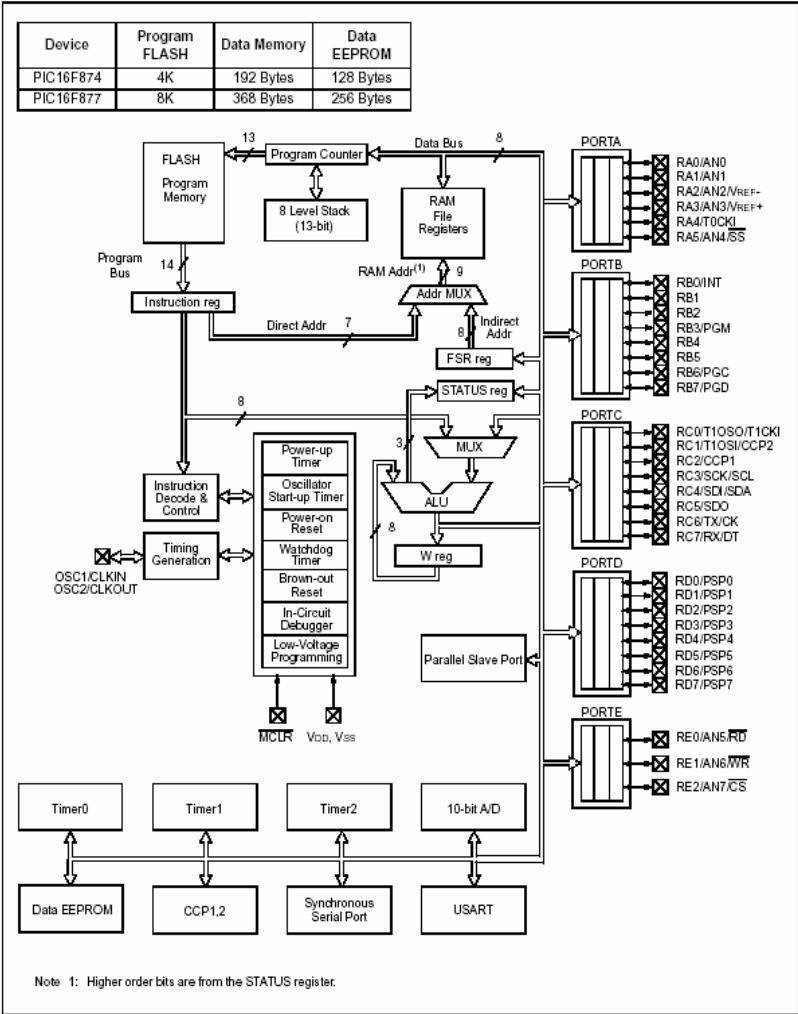 Device Program FLASH Data Memory Data EEPROM
PIC16F874 4K 192 Bytes 128 Bytes
PIC16F877 8K 368 Bytes 256 Bytes
FLASH
Program
Memory
13
Program Counter
Data Bus
8
8 Level Stack
(13-bit)
RAM
File
Registers
Program
Bus
14
RAM Addr(1)
9
Instruction reg
Addr MUX
Direct Addr
7
8
Indirect
Addr
FSR reg
STATUS reg
8
3
MUX
ALU
8
W reg
Instruction
Decode &
Control
Timing
Generation
OSC1/CLKIN
OSC2/CLKOUT
Power-up
Timer
Oscillator
Start-up Timer
Power-on
Reset
Watchdog
Timer
Brown-out
Reset
In-Circuit
Debugger
Low-Voltage
Programming
MCLR
VDD, VSS
Parallel Slave Port
PORTA
RA0/AN0
RA1/AN1
RA2/AN2/VREF-
RA3/AN3/VREF+
RA4/T0CKI
RA5/AN4/SS
PORTB
RB0/INT
RB1
RB2
RB3/PGM
RB4
RB5
RB6/PGC
RB7/PGD
PORTC
RC0/T1OSO/T1CKI
RC1/T1OSI/CCP2
RC2/CCP1
RC3/SCK/SCL
RC4/SDI/SDA
RC5/SDO
RC6/TX/CK
RC7/RX/DT
PORTD
RD0/PSP0
RD1/PSP1
RD2/PSP2
RD3/PSP3
RD4/PSP4
RD5/PSP5
RD6/PSP6
RD7/PSP7
PORTE
RE0/AN5/RD
RE1/AN6/WR
RE2/AN7/CS
Timer0
Timer1
Timer2
10-bit A/D
Data EEPROM
CCP1,2
Synchronous
Serial Port
USART
Note 1: Higher order bits are from the STATUS register.